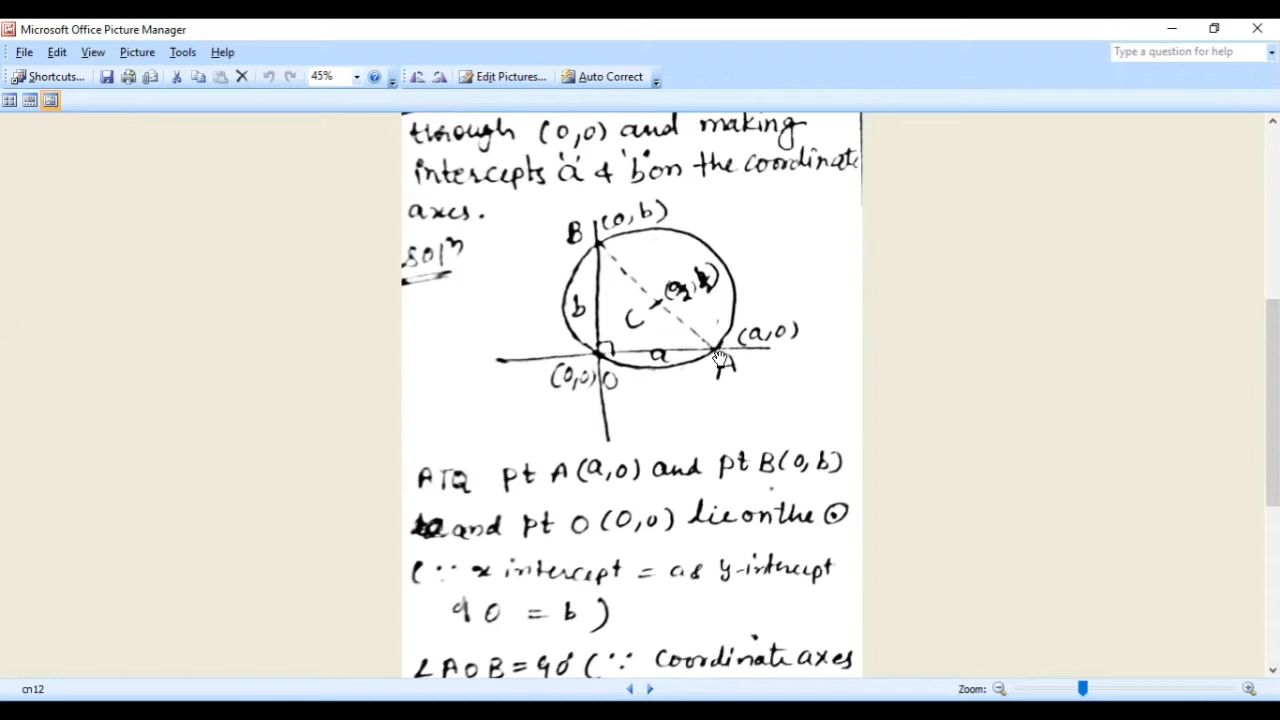 Microsoft Office Picture Manager
File Edit View Picture Tools Help
Type a question for help
Shortcuts... 45% Edit Pictures... Auto Correct
through (0,0) and making
intercepts 'a' & 'b' on the coordinate
axes.
Solⁿ
B (0,b)
b
C
(a,0)
a
A
(0,0) O
ATQ pt A(a,0) and pt B(0,b)
and pt O (0,0) lie on the ⊙
(∵ x intercept = a & y-intercept
= b )
∠AOB = 90° (∵ coordinate axes
cn12
Zoom: